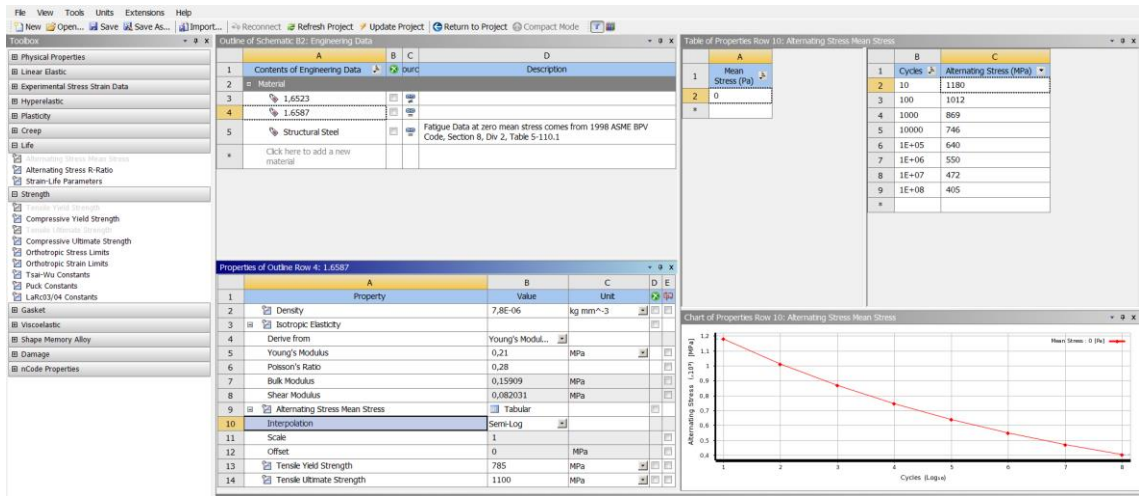 File View Tools Units Extensions Help
New Open... Save Save As... Import... Reconnect Refresh Project Update Project Return to Project Compact Mode
Toolbox
Physical Properties
Linear Elastic
Experimental Stress Strain Data
Hyperelastic
Plasticity
Creep
Life
Alternating Stress Mean Stress
Alternating Stress R-Ratio
Strain-Life Parameters
Strength
Tensile Yield Strength
Compressive Yield Strength
Tensile Ultimate Strength
Compressive Ultimate Strength
Orthotropic Stress Limits
Orthotropic Strain Limits
Tsai-Wu Constants
Puck Constants
LaRc03/04 Constants
Gasket
Viscoelastic
Shape Memory Alloy
Damage
nCode Properties
Outline of Schematic B2: Engineering Data
A B C D
1 Contents of Engineering Data ourc Description
2 Material
3 1,6523
4 1.6587
5 Structural Steel Fatigue Data at zero mean stress comes from 1998 ASME BPV
Code, Section 8, Div 2, Table 5-110.1
* Click here to add a new
material
Properties of Outline Row 4: 1.6587
A B C D E
1 Property Value Unit
2 Density 7,8E-06 kg mm^-3
3 Isotropic Elasticity
4 Derive from Young's Modul...
5 Young's Modulus 0,21 MPa
6 Poisson's Ratio 0,28
7 Bulk Modulus 0,15909 MPa
8 Shear Modulus 0,082031 MPa
9 Alternating Stress Mean Stress Tabular
10 Interpolation Semi-Log
11 Scale 1
12 Offset 0 MPa
13 Tensile Yield Strength 785 MPa
14 Tensile Ultimate Strength 1100 MPa
Table of Properties Row 10: Alternating Stress Mean Stress
A
1 Mean
Stress (Pa)
2 0
*
B C
1 Cycles Alternating Stress (MPa)
2 10 1180
3 100 1012
4 1000 869
5 10000 746
6 1E+05 640
7 1E+06 550
8 1E+07 472
9 1E+08 405
*
Chart of Properties Row 10: Alternating Stress Mean Stress
Mean Stress : 0 [Pa]
Alternating Stress (.10³) [MPa]
1.2
1.1
1
0.9
0.8
0.7
0.6
0.5
0.4
1 2 3 4 5 6 7 8
Cycles (Log₁₀)